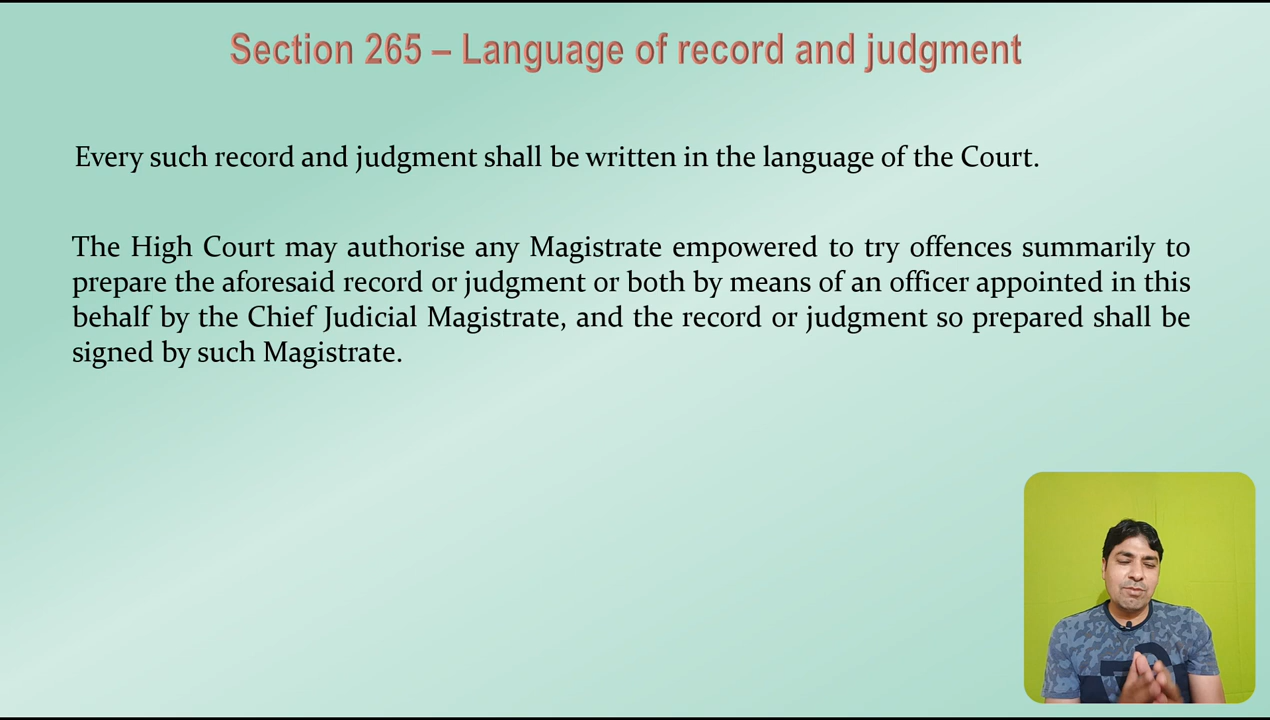 Section 265 – Language of record and judgment
Every such record and judgment shall be written in the language of the Court.
The High Court may authorise any Magistrate empowered to try offences summarily to
prepare the aforesaid record or judgment or both by means of an officer appointed in this
behalf by the Chief Judicial Magistrate, and the record or judgment so prepared shall be
signed by such Magistrate.